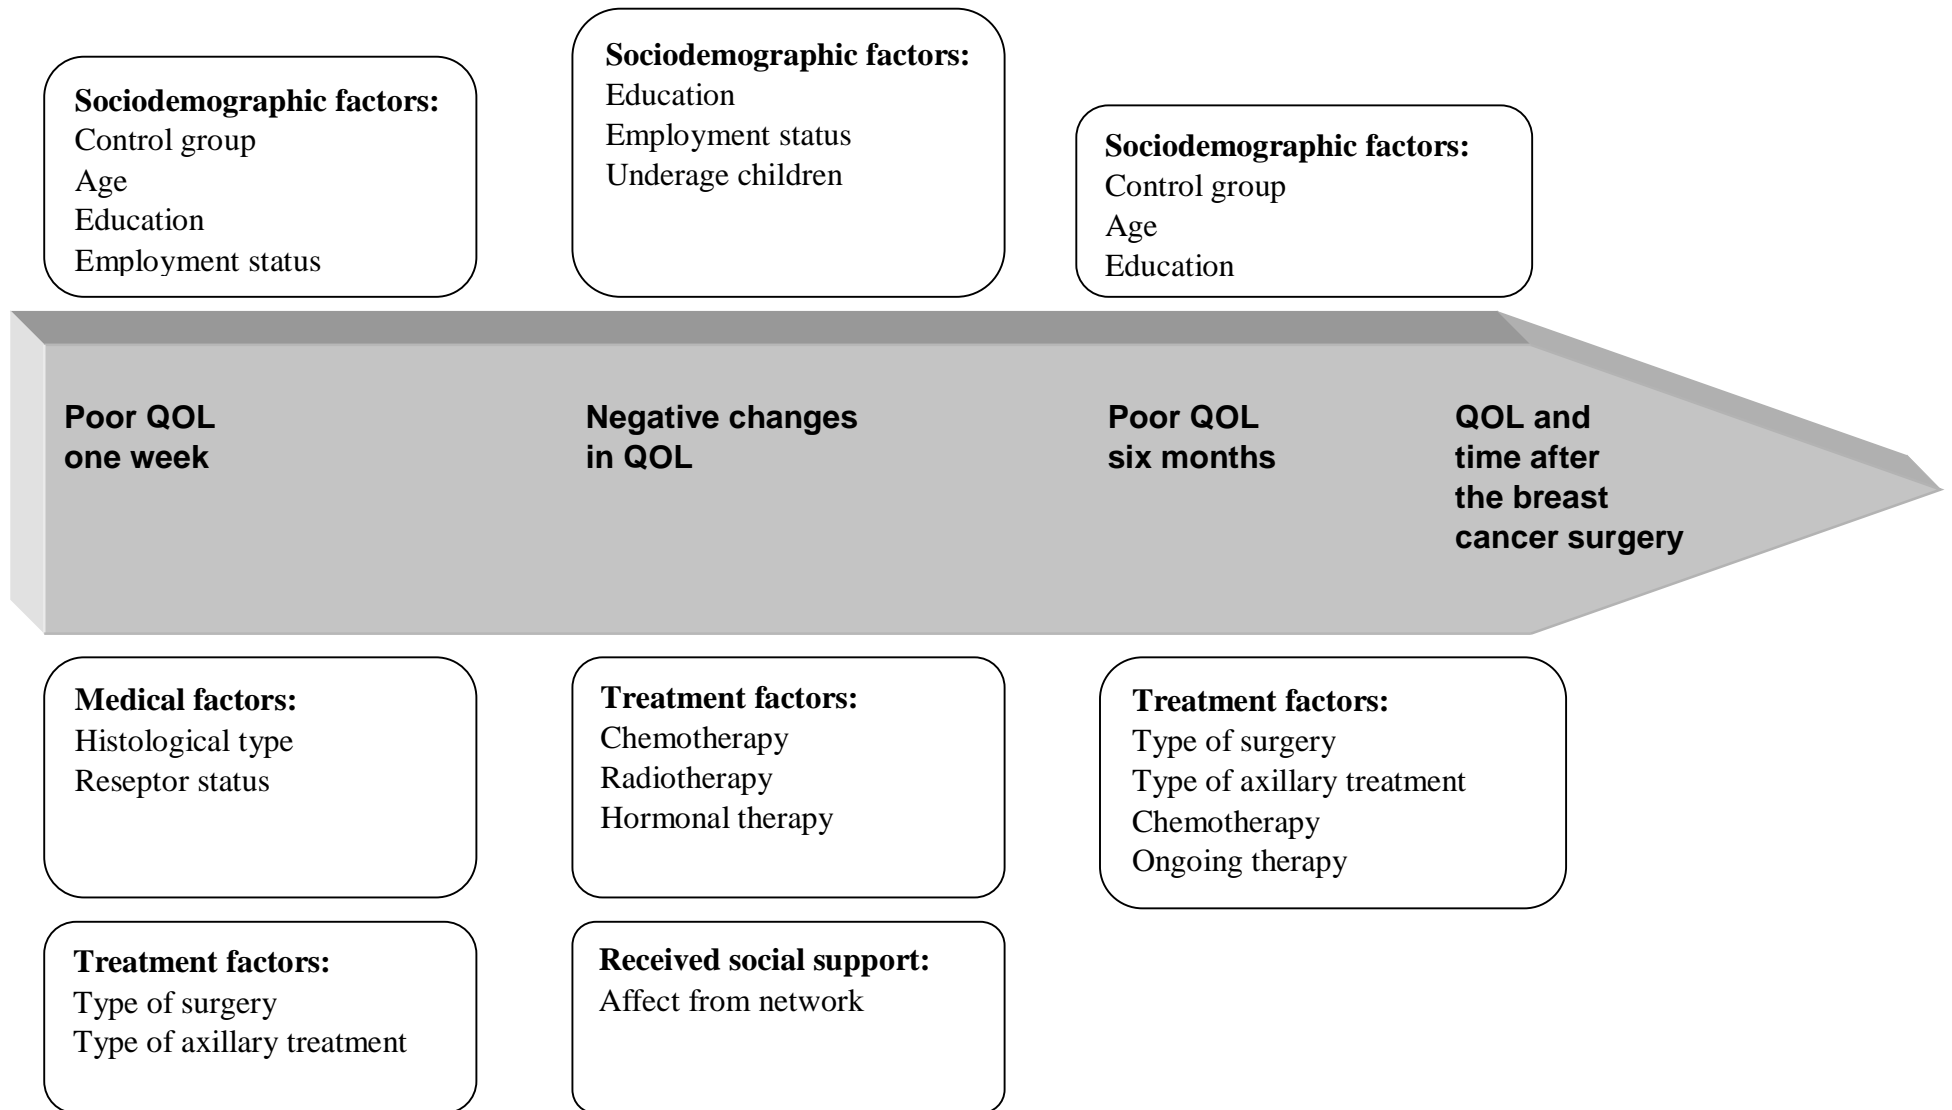 Sociodemographic factors:
Control group
Age
Education
Employment status
Sociodemographic factors:
Education
Employment status
Underage children
Sociodemographic factors:
Control group
Age
Education
Poor QOL
one week
Negative changes
in QOL
Poor QOL
six months
QOL and
time after
the breast
cancer surgery
Medical factors:
Histological type
Reseptor status
Treatment factors:
Chemotherapy
Radiotherapy
Hormonal therapy
Treatment factors:
Type of surgery
Type of axillary treatment
Chemotherapy
Ongoing therapy
Treatment factors:
Type of surgery
Type of axillary treatment
Received social support:
Affect from network